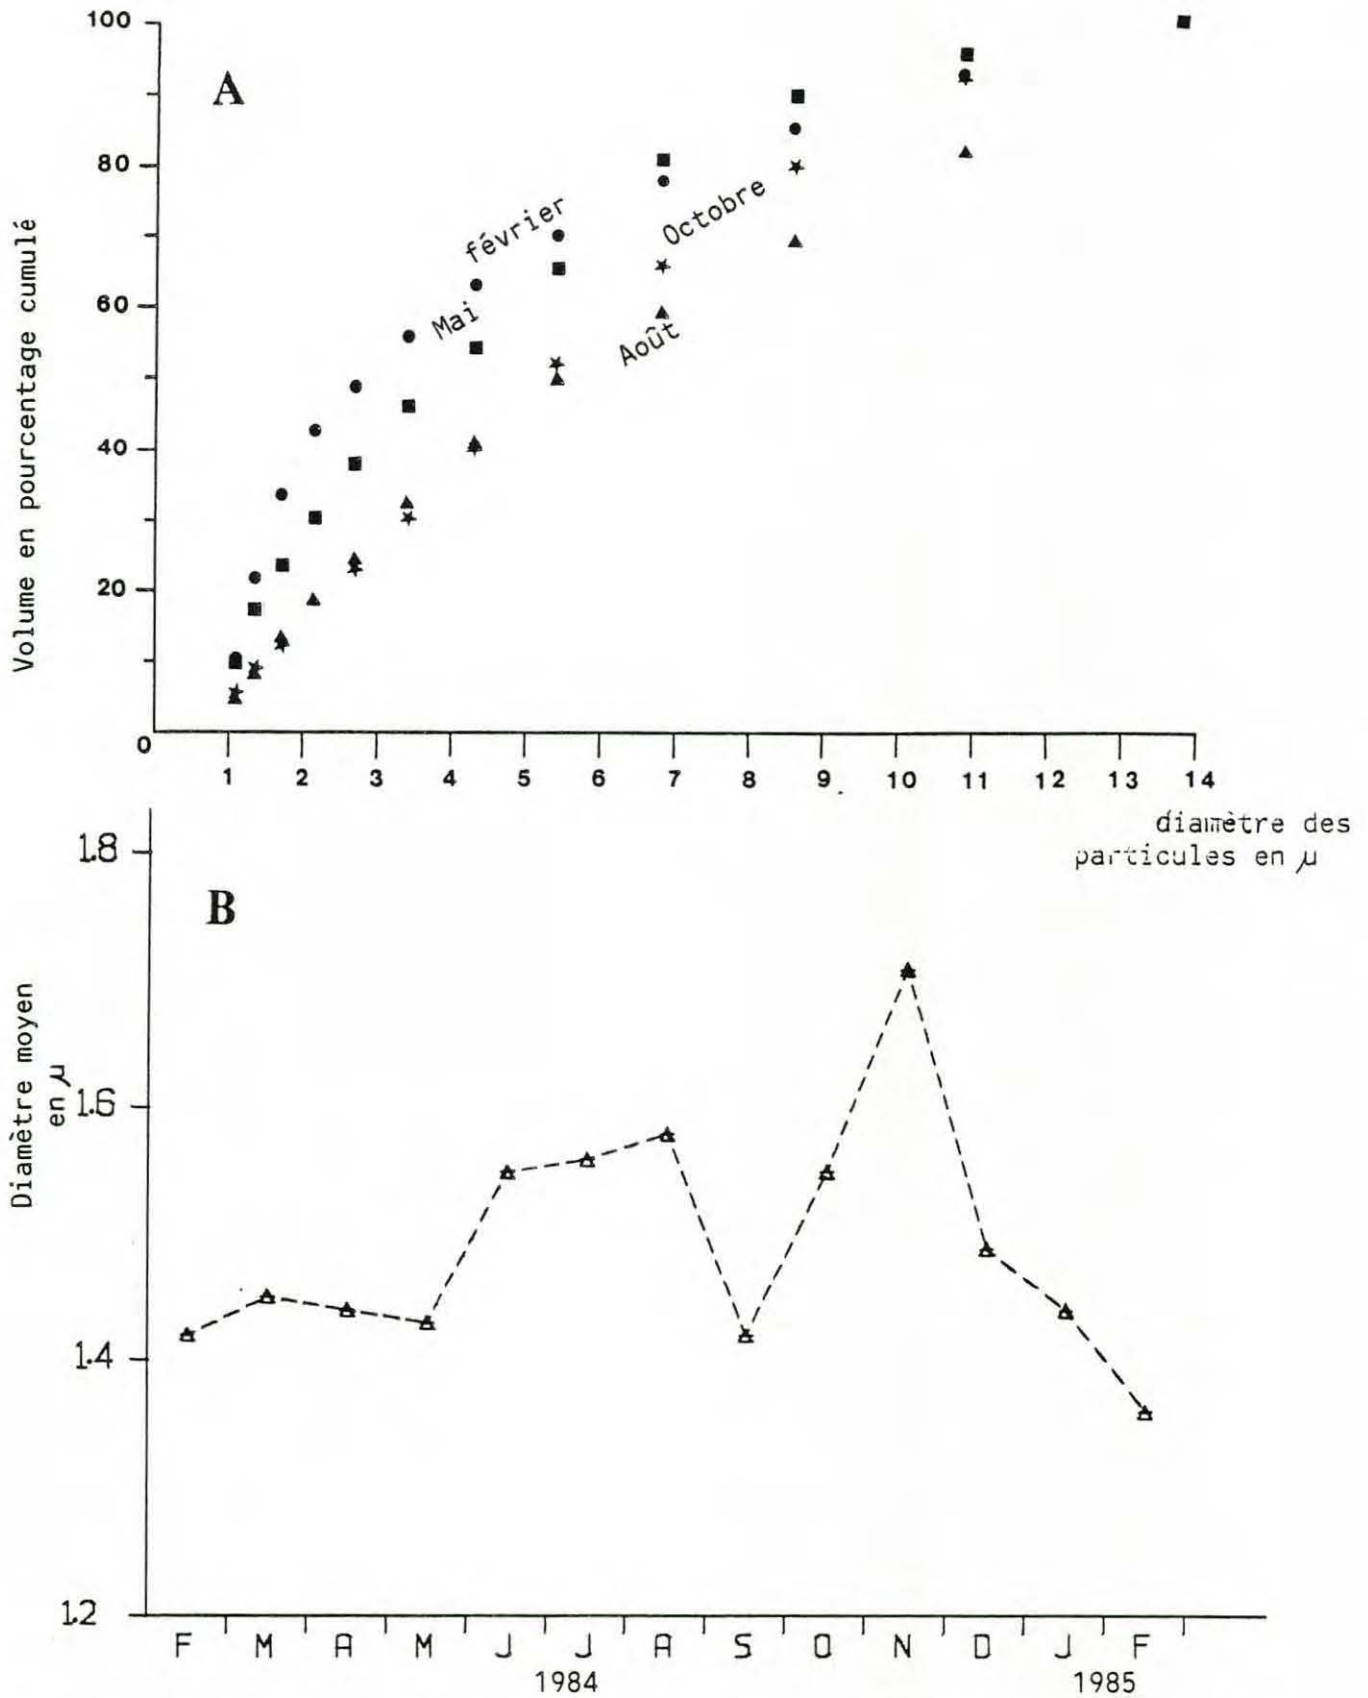 100
A
80
60
40
20
0
Volume en pourcentage cumulé
février
Octobre
Mai
Août
1 2 3 4 5 6 7 8 9 10 11 12 13 14
diamètre des
particules en μ
1.8
B
1.6
1.4
1.2
Diamètre moyen
en μ
F M A M J J A S O N D J F
1984 1985